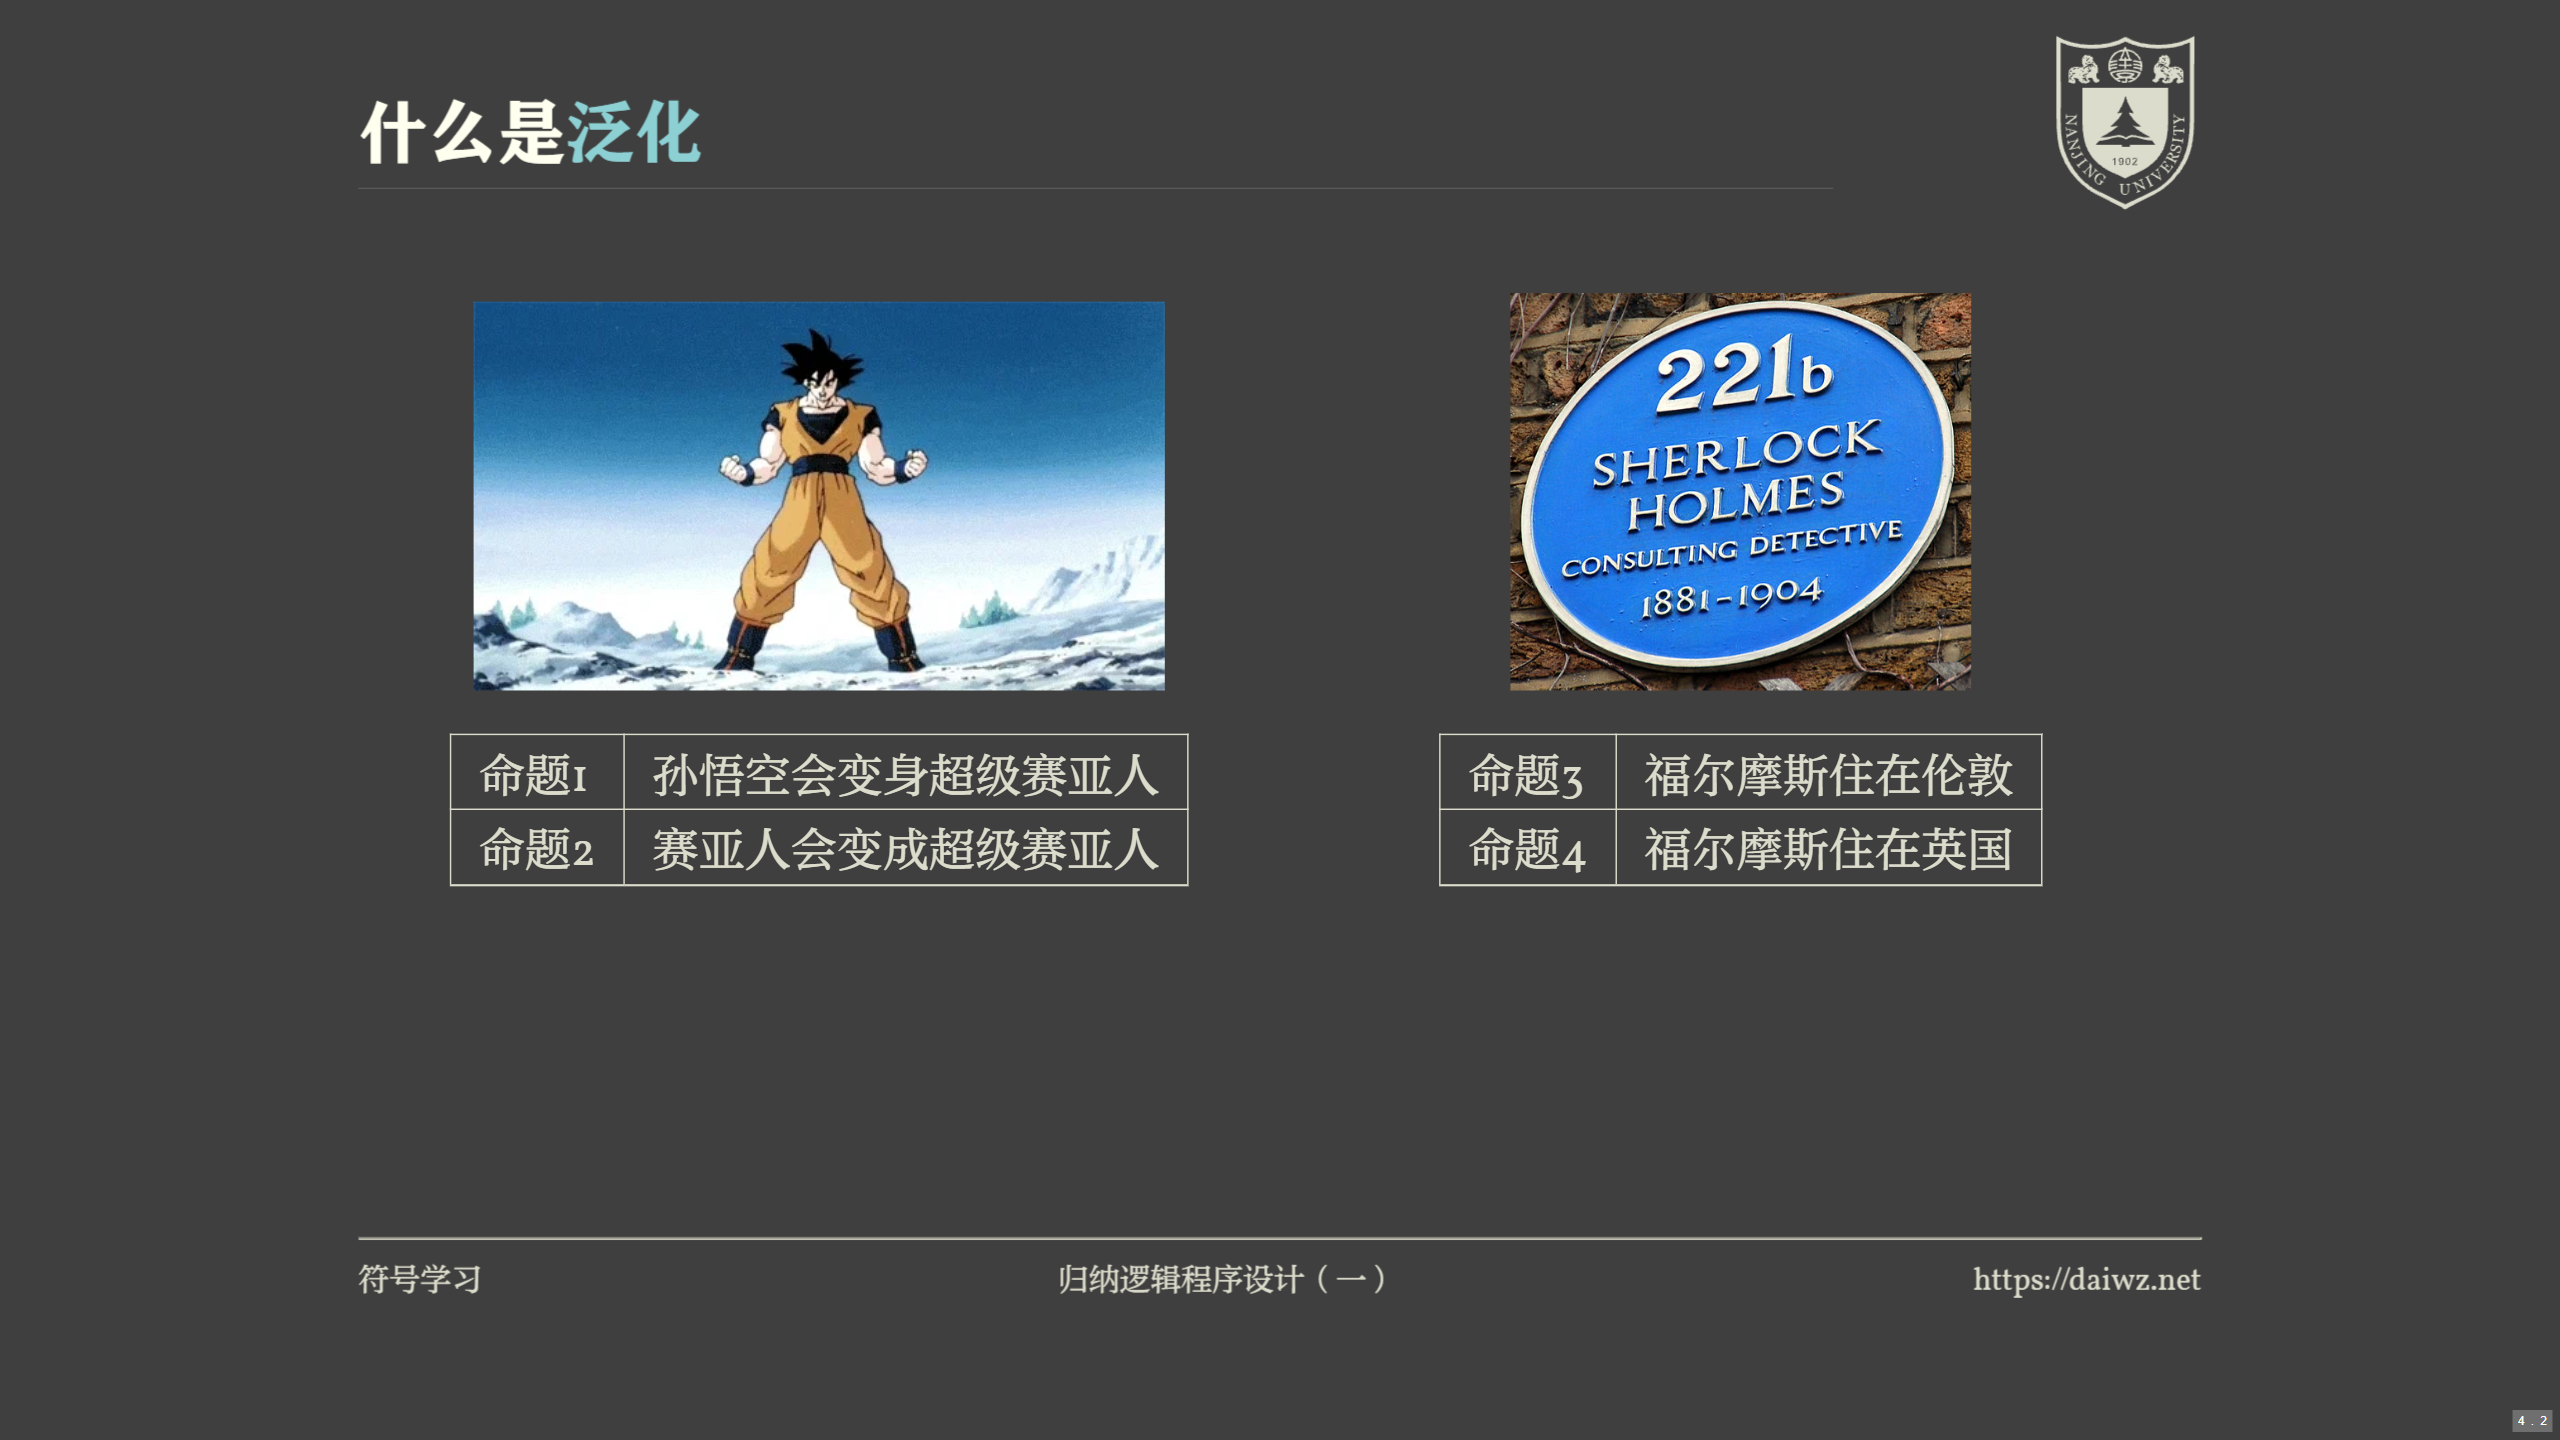 什么是泛化
NANJING UNIVERSITY
1902
221b
SHERLOCK
HOLMES
CONSULTING DETECTIVE
1881-1904
命题1 孙悟空会变身超级赛亚人
命题2 赛亚人会变成超级赛亚人
命题3 福尔摩斯住在伦敦
命题4 福尔摩斯住在英国
符号学习
归纳逻辑程序设计（一）
https://daiwz.net
4.2